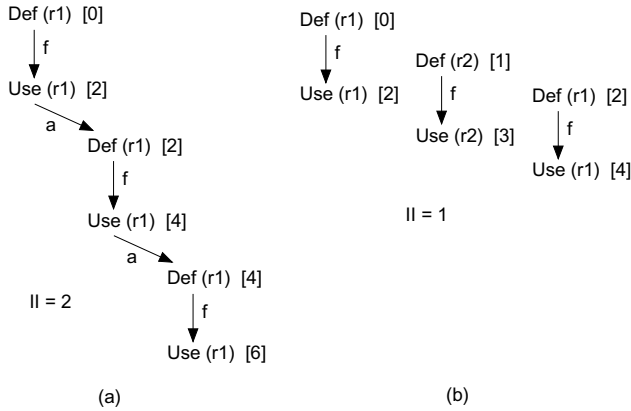 Def (r1) [0]
f
Use (r1) [2]
a
Def (r1) [2]
f
Use (r1) [4]
a
Def (r1) [4]
f
Use (r1) [6]
II = 2
(a)
Def (r1) [0]
f
Use (r1) [2]
Def (r2) [1]
f
Use (r2) [3]
Def (r1) [2]
f
Use (r1) [4]
II = 1
(b)